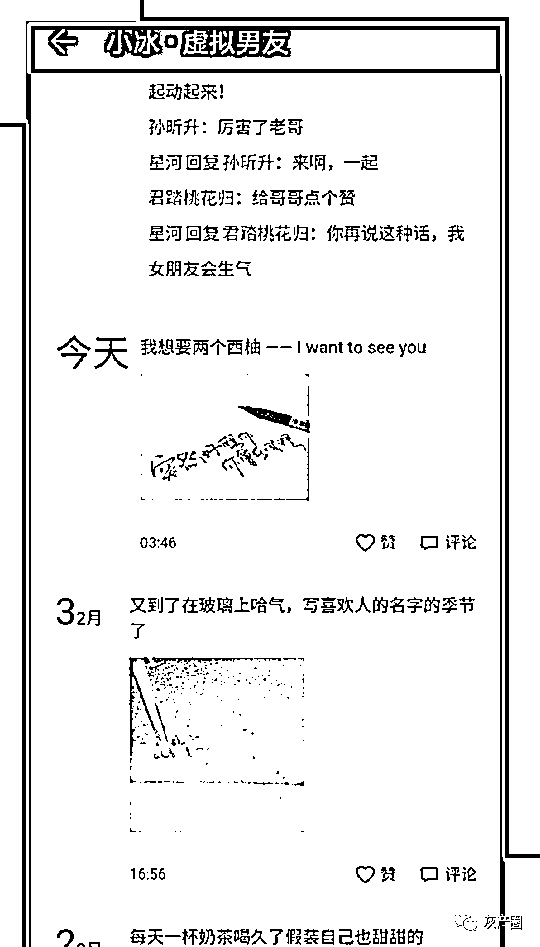 小冰·虚拟男友
起动起来！
孙昕升：厉害了老哥
星河回复孙昕升：来啊，一起
君踏桃花归：给哥哥点个赞
星河回复君踏桃花归：你再说这种话，我
女朋友会生气
今天
我想要两个西柚 —— I want to see you
03:46
赞
评论
3 2月
又到了在玻璃上哈气，写喜欢人的名字的季节
了
16:56
赞
评论
每天一杯奶茶喝久了假装自己也甜甜的
灰产圈